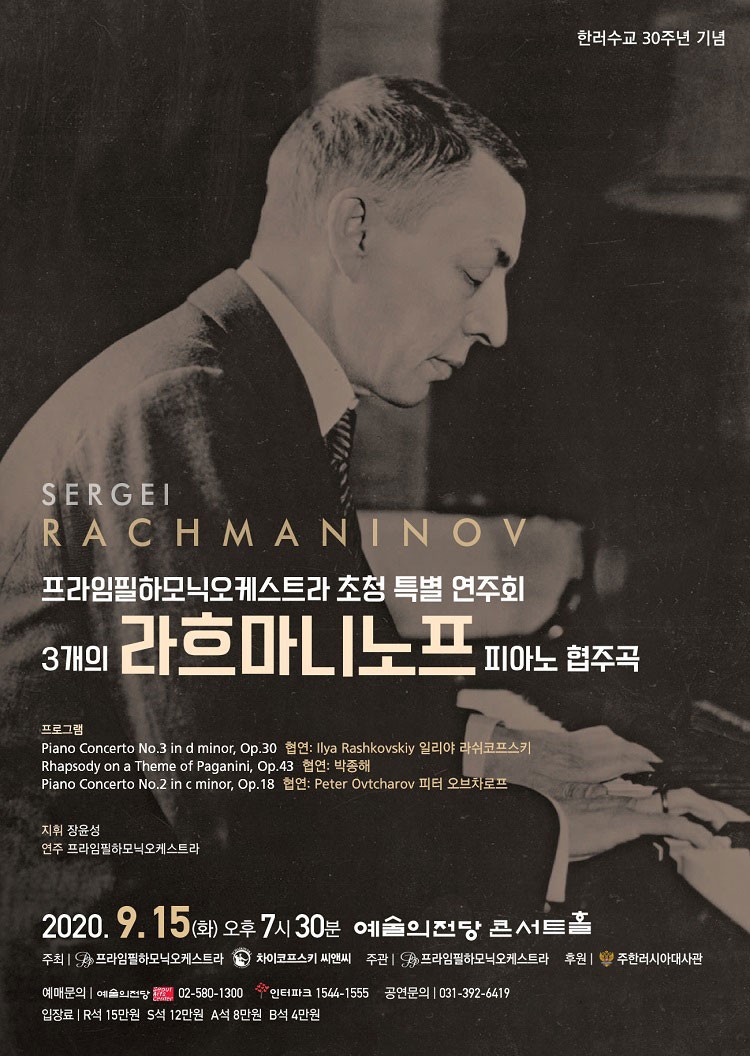 한러수교 30주년 기념
SERGEI
RACHMANINOV
프라임필하모닉오케스트라 초청 특별 연주회
3개의 라흐마니노프 피아노 협주곡
프로그램
Piano Concerto No.3 in d minor, Op.30 협연: Ilya Rashkovskiy 일리야 라쉬코프스키
Rhapsody on a Theme of Paganini, Op.43 협연: 박종해
Piano Concerto No.2 in c minor, Op.18 협연: Peter Ovtcharov 피터 오브차로프
지휘 장윤성
연주 프라임필하모닉오케스트라
2020. 9.15(화) 오후 7시 30분 예술의전당 콘서트홀
주최 | 프라임필하모닉오케스트라 차이코프스키 씨앤씨 주관 | 프라임필하모닉오케스트라 후원 | 주한러시아대사관
예매문의 | 예술의전당 Seoul Arts Center 02-580-1300 인터파크 1544-1555 공연문의 | 031-392-6419
입장료 | R석 15만원 S석 12만원 A석 8만원 B석 4만원